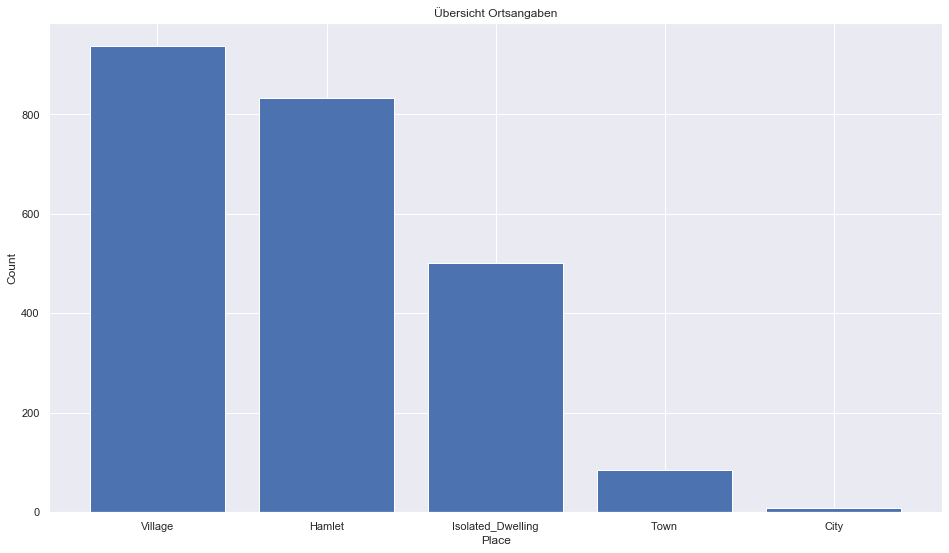 Übersicht Ortsangaben
Count
800
600
400
200
0
Village Hamlet Isolated_Dwelling Town City
Place